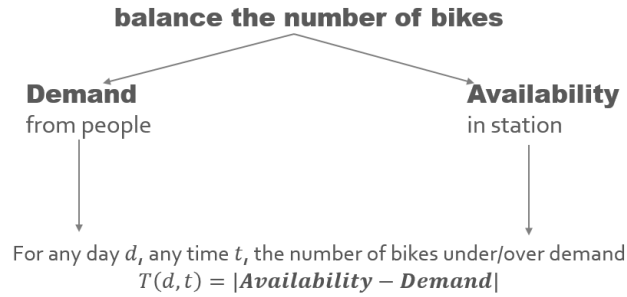 balance the number of bikes
Demand
from people
Availability
in station
For any day d, any time t, the number of bikes under/over demand
T(d,t) = |Availability − Demand|